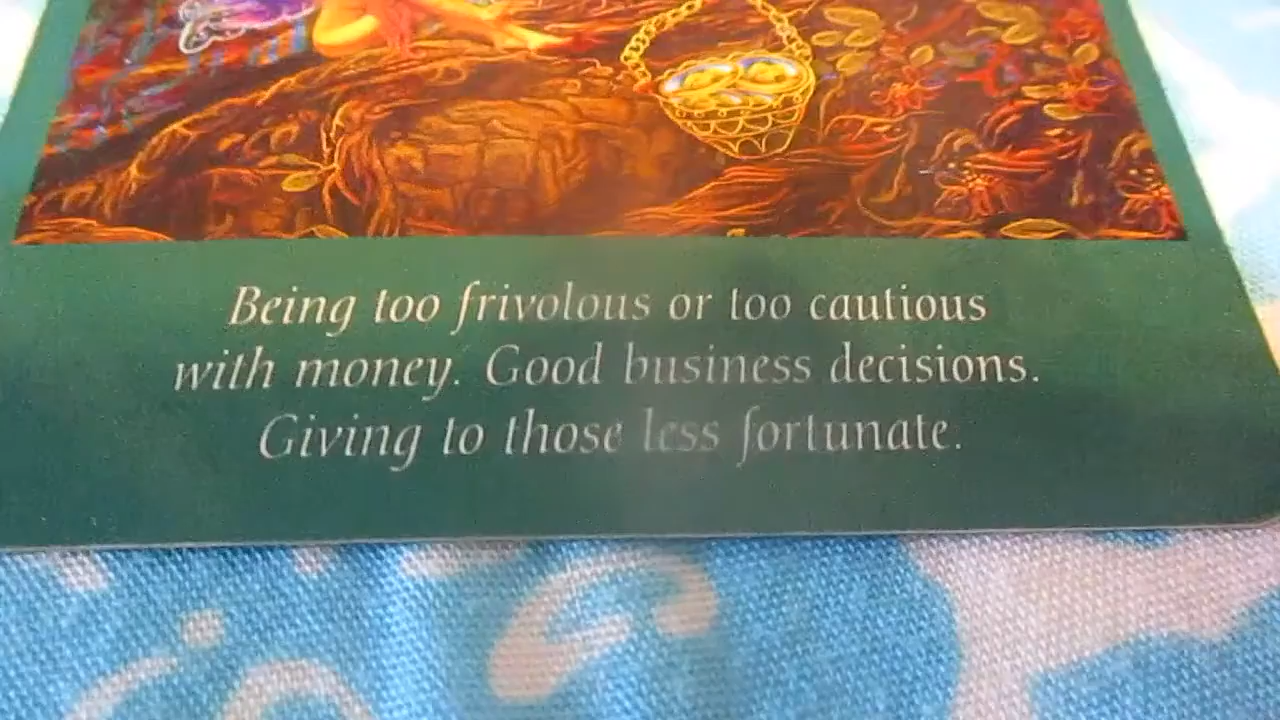 Being too frivolous or too cautious
with money. Good business decisions.
Giving to those less fortunate.